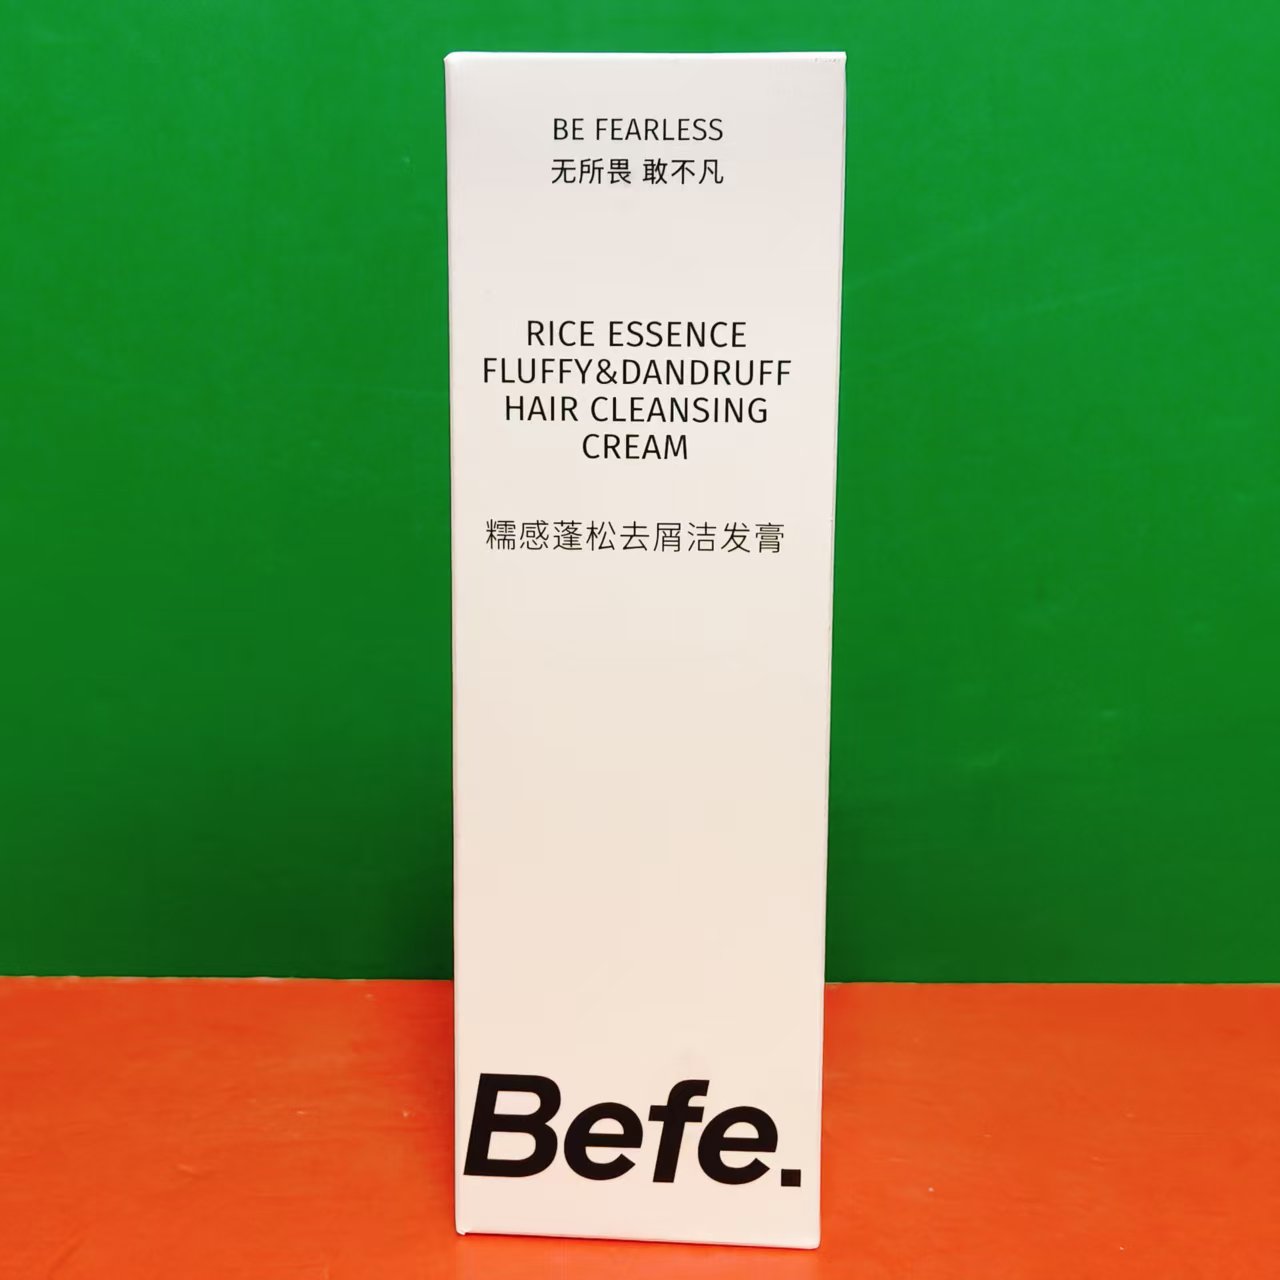 BE FEARLESS
无所畏 敢不凡
RICE ESSENCE
FLUFFY&DANDRUFF
HAIR CLEANSING
CREAM
糯感蓬松去屑洁发膏
Befe.